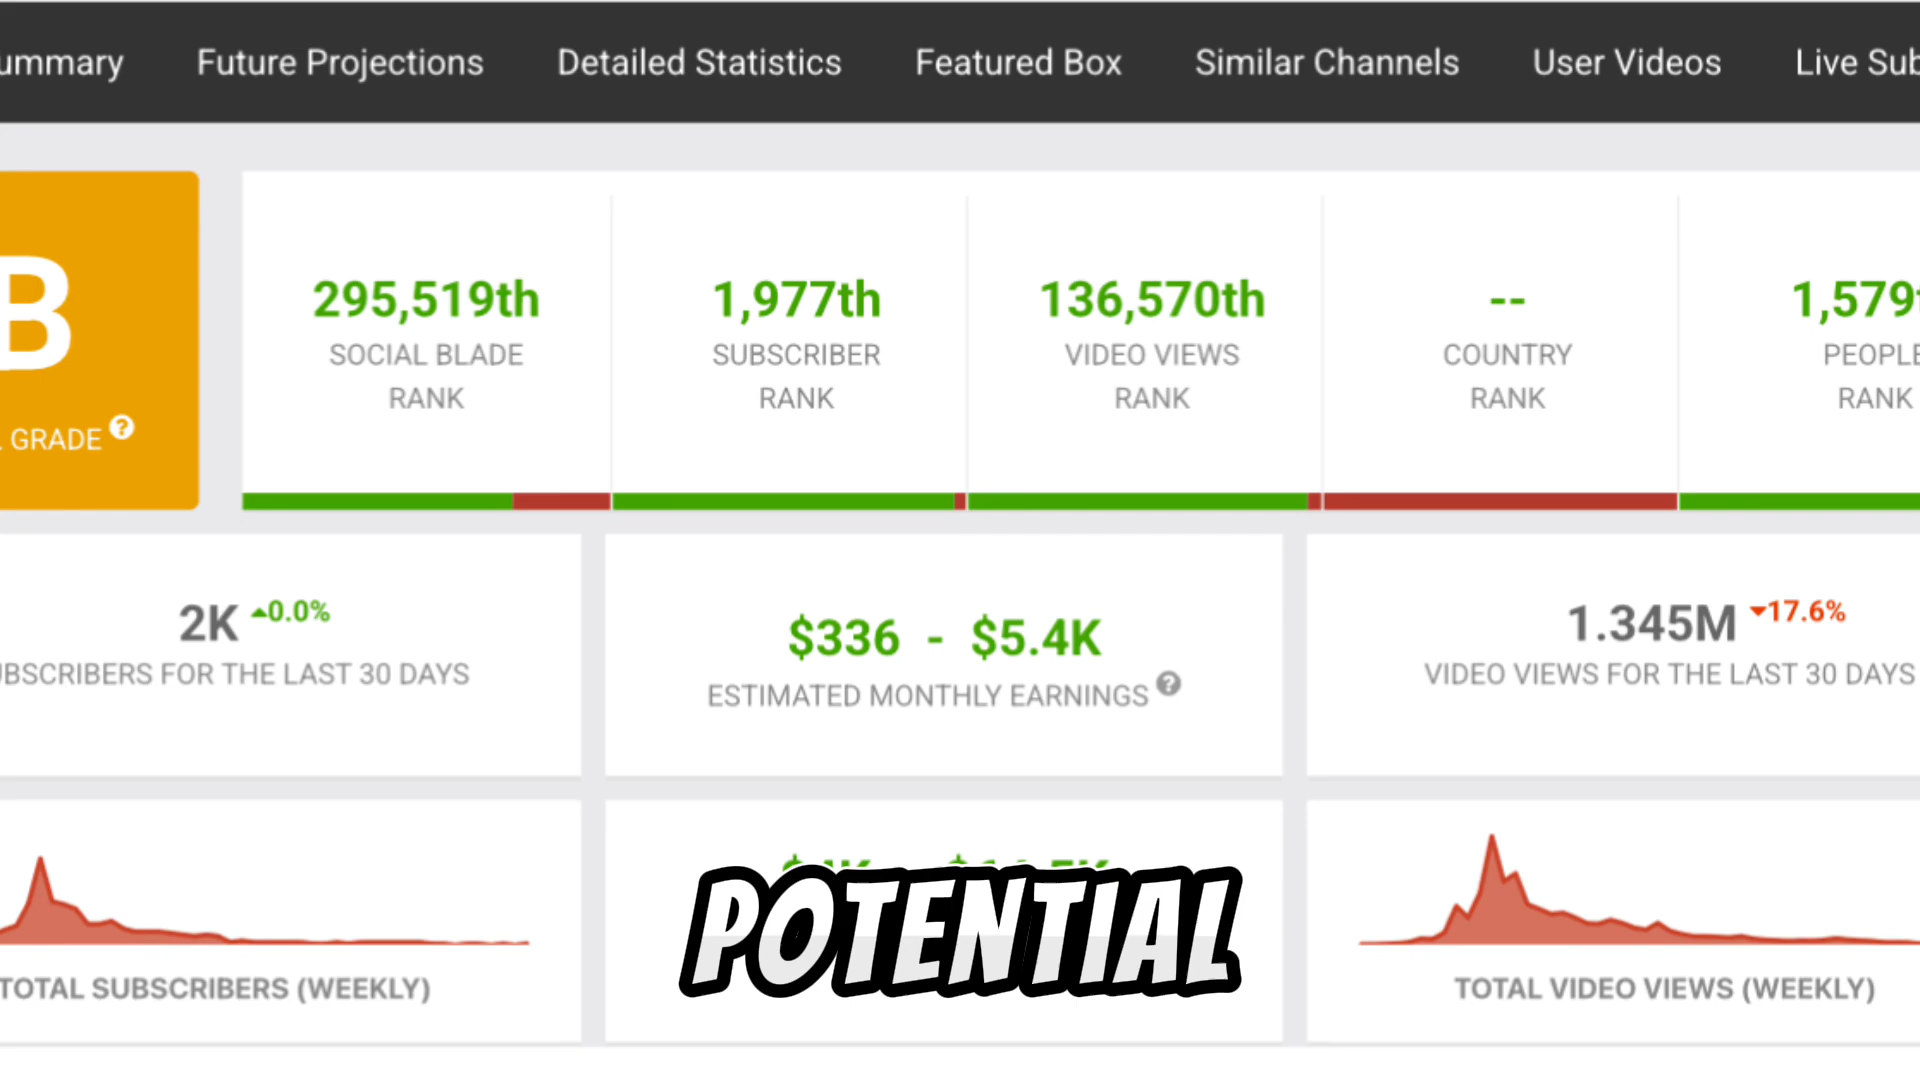 ummary Future Projections Detailed Statistics Featured Box Similar Channels User Videos Live Sub
B
GRADE ?
295,519th
SOCIAL BLADE
RANK
1,977th
SUBSCRIBER
RANK
136,570th
VIDEO VIEWS
RANK
--
COUNTRY
RANK
1,579
PEOPLE
RANK
2K 0.0%
UBSCRIBERS FOR THE LAST 30 DAYS
$336 - $5.4K
ESTIMATED MONTHLY EARNINGS ?
1.345M 17.6%
VIDEO VIEWS FOR THE LAST 30 DAYS
TOTAL SUBSCRIBERS (WEEKLY)
POTENTIAL
TOTAL VIDEO VIEWS (WEEKLY)